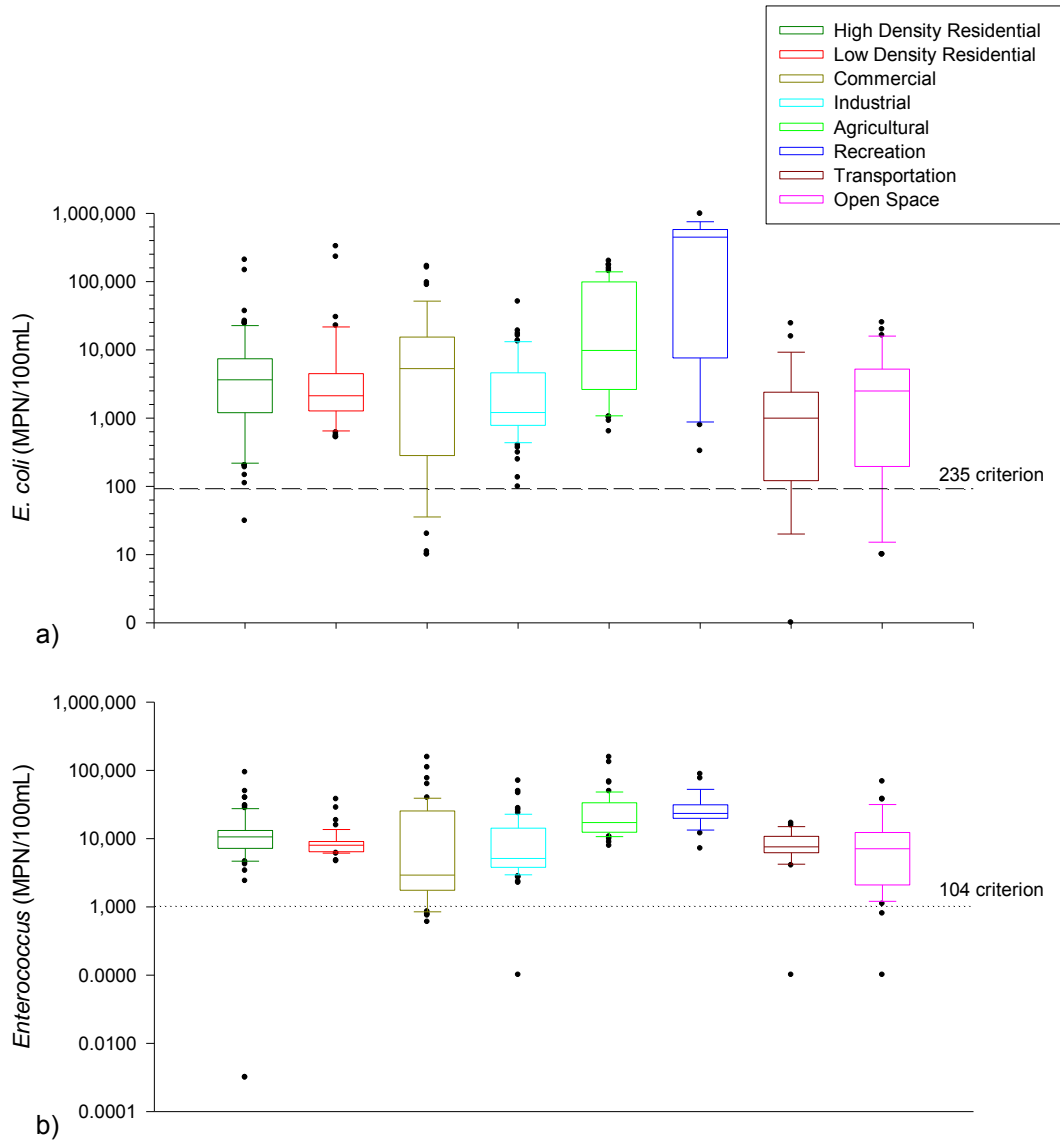 High Density Residential
Low Density Residential
Commercial
Industrial
Agricultural
Recreation
Transportation
Open Space
1,000,000
100,000
10,000
1,000
100
10
0
E. coli (MPN/100mL)
235 criterion
a)
1,000,000
100,000
10,000
1,000
0.0000
0.0100
0.0001
Enterococcus (MPN/100mL)
104 criterion
b)